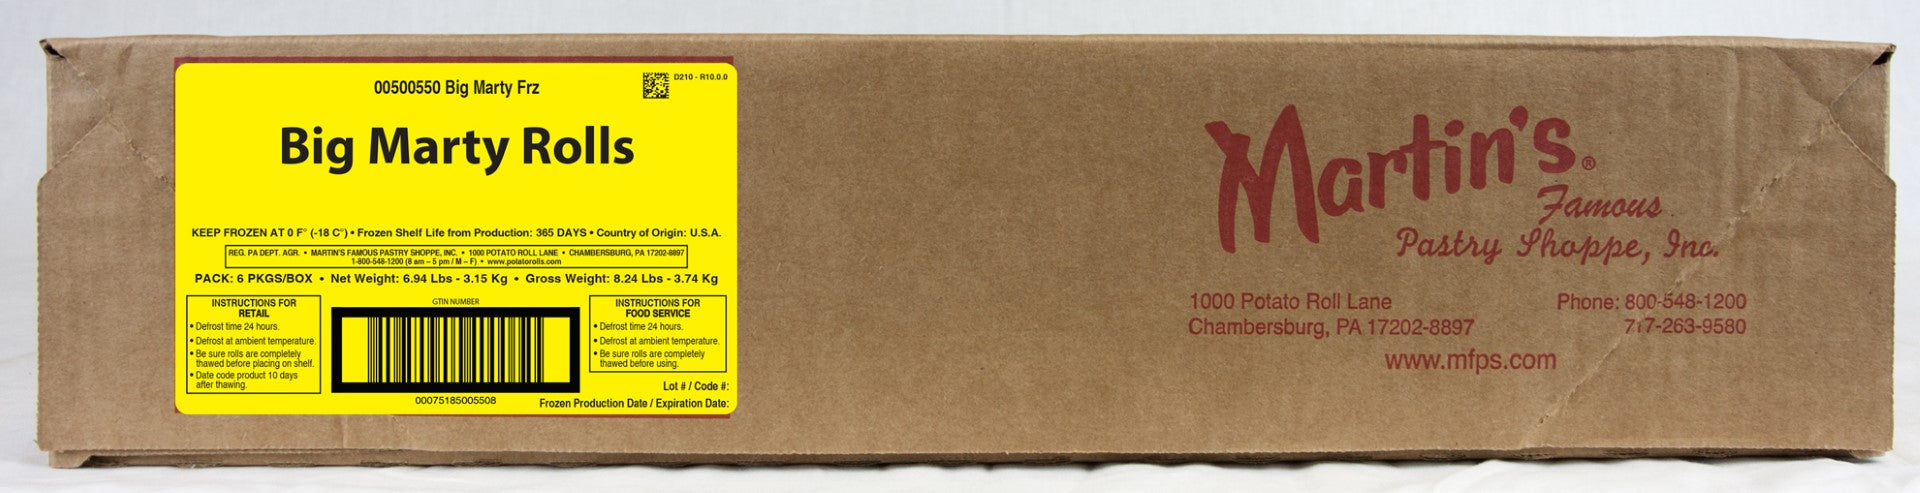 00500550 Big Marty Frz
D210 - R10.0.0
Big Marty Rolls
KEEP FROZEN AT 0 F° (-18 C°) • Frozen Shelf Life from Production: 365 DAYS • Country of Origin: U.S.A.
REG. PA DEPT. AGR. • MARTIN'S FAMOUS PASTRY SHOPPE, INC. • 1000 POTATO ROLL LANE • CHAMBERSBURG, PA 17202-8897
1-800-548-1200 (8 am – 5 pm / M – F) • www.potatorolls.com
PACK: 6 PKGS/BOX • Net Weight: 6.94 Lbs - 3.15 Kg • Gross Weight: 8.24 Lbs - 3.74 Kg
INSTRUCTIONS FOR
RETAIL
• Defrost time 24 hours.
• Defrost at ambient temperature.
• Be sure rolls are completely
thawed before placing on shelf.
• Date code product 10 days
after thawing.
GTIN NUMBER
00075185005508
INSTRUCTIONS FOR
FOOD SERVICE
• Defrost time 24 hours.
• Defrost at ambient temperature.
• Be sure rolls are completely
thawed before using.
Lot # / Code #:
Frozen Production Date / Expiration Date:
Martin's®
Famous
Pastry Shoppe, Inc.
1000 Potato Roll Lane
Chambersburg, PA 17202-8897
Phone: 800-548-1200
717-263-9580
www.mfps.com